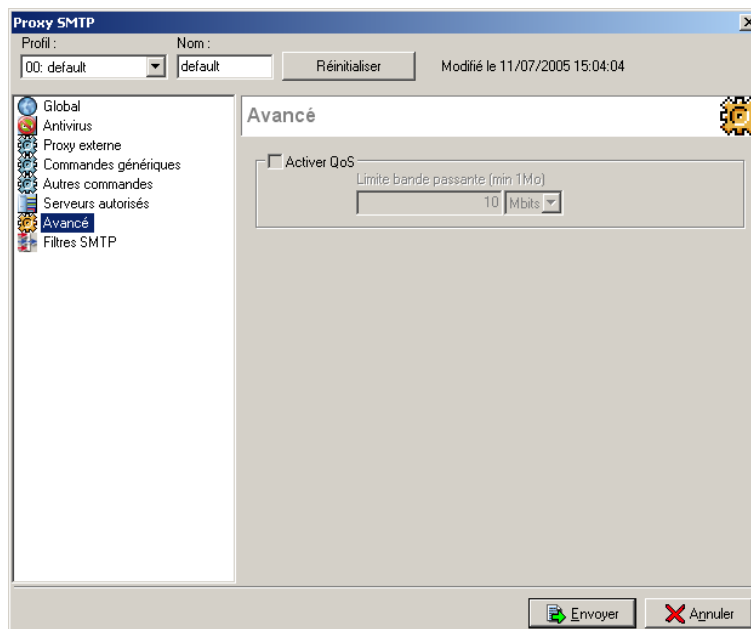 Proxy SMTP
Profil :
Nom :
00: default
default
Réinitialiser
Modifié le 11/07/2005 15:04:04
Global
Antivirus
Proxy externe
Commandes génériques
Autres commandes
Serveurs autorisés
Avancé
Filtres SMTP
Avancé
Activer QoS
Limite bande passante (min 1Mo)
10 Mbits
Envoyer
Annuler